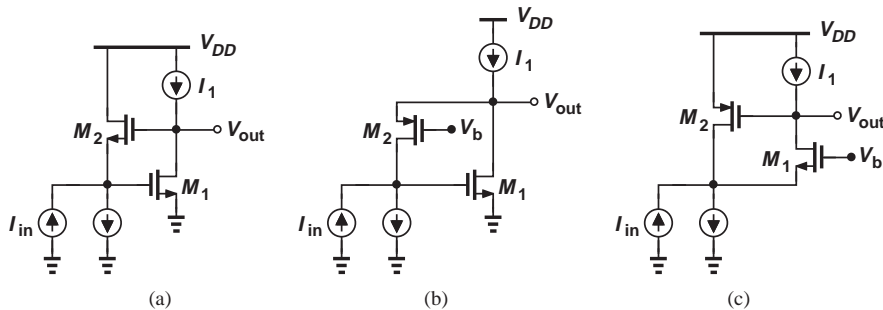 V_DD
I_1
M_2
V_out
M_1
I_in
(a)
V_DD
I_1
V_out
M_2
V_b
M_1
I_in
(b)
V_DD
I_1
M_2
V_out
M_1
V_b
I_in
(c)